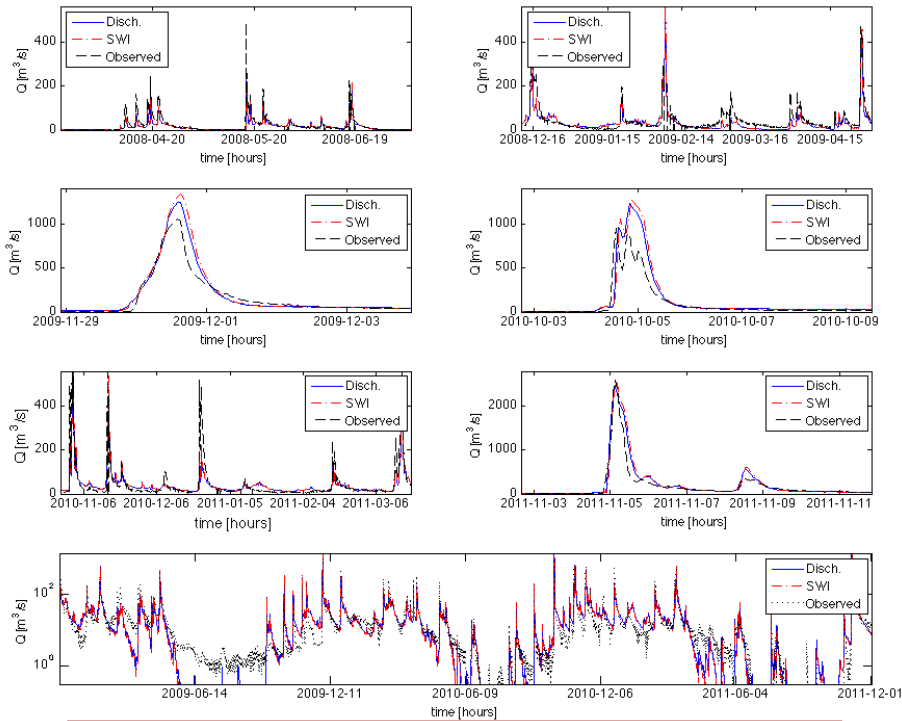 Q [m³/s]
400
200
0
Disch.
SWI
Observed
2008-04-20 2008-05-20 2008-06-19
time [hours]
Q [m³/s]
400
200
0
Disch.
SWI
Observed
2008-12-16 2009-01-15 2009-02-14 2009-03-16 2009-04-15
time [hours]
Q [m³/s]
1000
500
0
Disch.
SWI
Observed
2009-11-29 2009-12-01 2009-12-03
time [hours]
Q [m³/s]
1000
500
0
Disch.
SWI
Observed
2010-10-03 2010-10-05 2010-10-07 2010-10-09
time [hours]
Q [m³/s]
400
200
0
Disch.
SWI
Observed
2010-11-06 2010-12-06 2011-01-05 2011-02-04 2011-03-06
time [hours]
Q [m³/s]
2000
1000
0
Disch.
SWI
Observed
2011-11-03 2011-11-05 2011-11-07 2011-11-09 2011-11-11
time [hours]
Q [m³/s]
10²
10⁰
Disch.
SWI
Observed
2009-06-14 2009-12-11 2010-06-09 2010-12-06 2011-06-04 2011-12-01
time [hours]